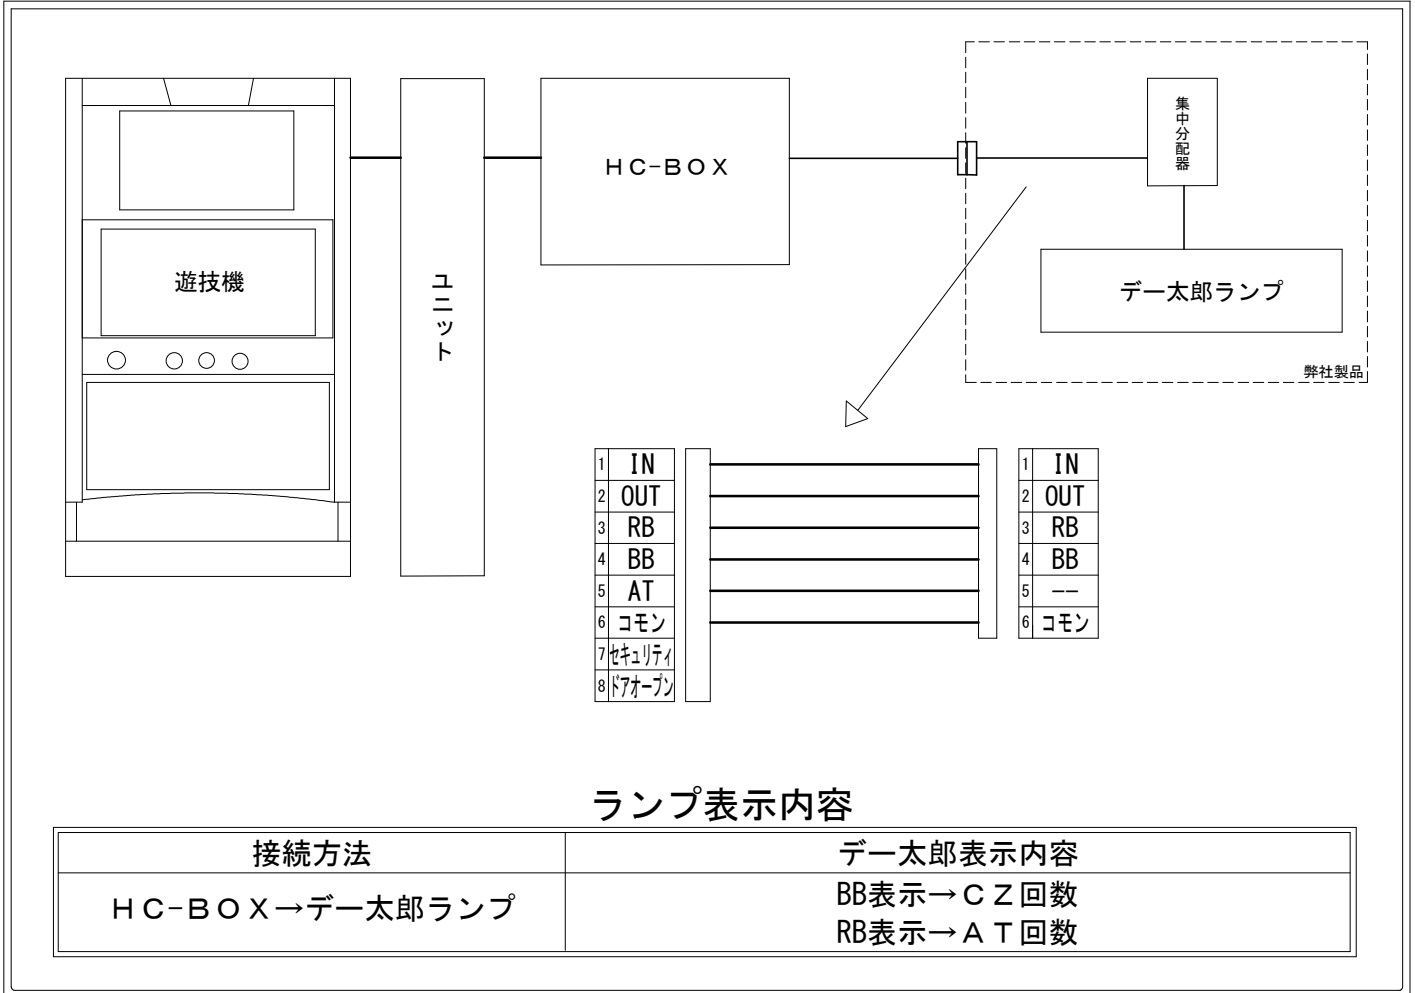 遊技機
ユニット
HC-BOX
集中分配器
デー太郎ランプ
弊社製品
1 IN
2 OUT
3 RB
4 BB
5 AT
6 コモン
7 セキュリティ
8 ドアオープン
1 IN
2 OUT
3 RB
4 BB
5 --
6 コモン
ランプ表示内容
接続方法 デー太郎表示内容
HC-BOX→デー太郎ランプ
BB表示→CZ回数
RB表示→AT回数